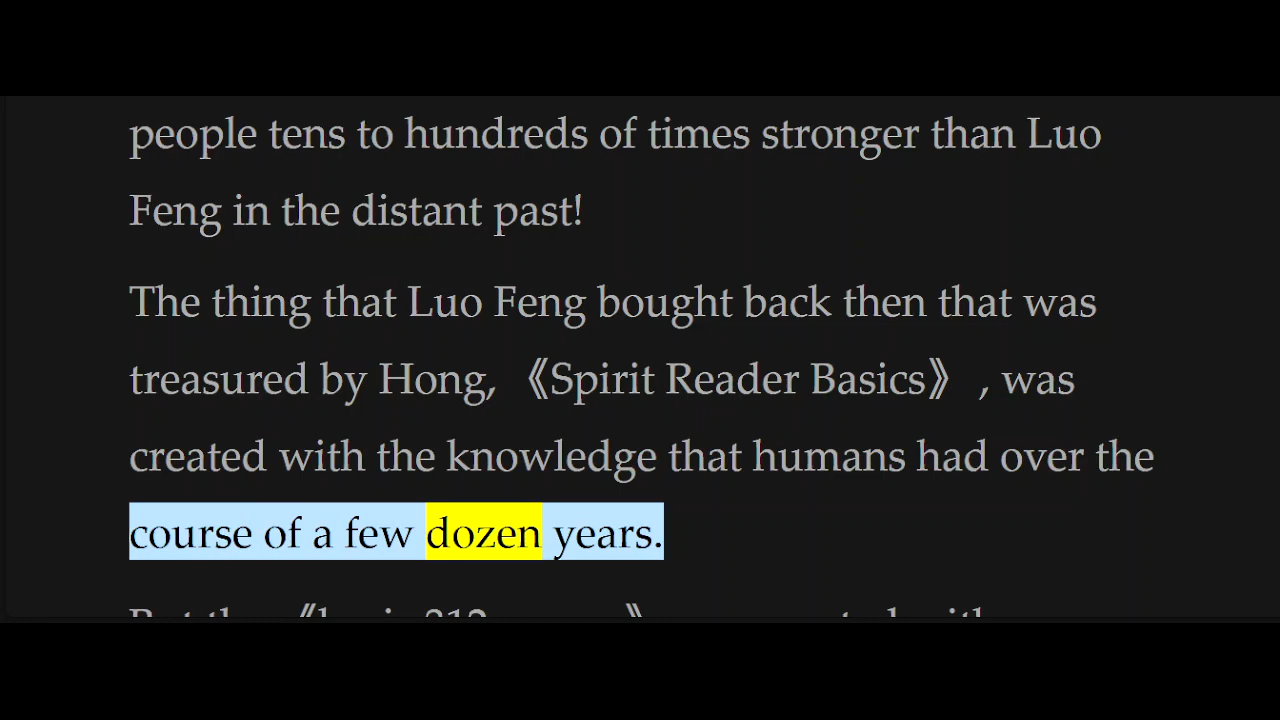 people tens to hundreds of times stronger than Luo
Feng in the distant past!
The thing that Luo Feng bought back then that was
treasured by Hong, 《Spirit Reader Basics》 , was
created with the knowledge that humans had over the
course of a few dozen years.